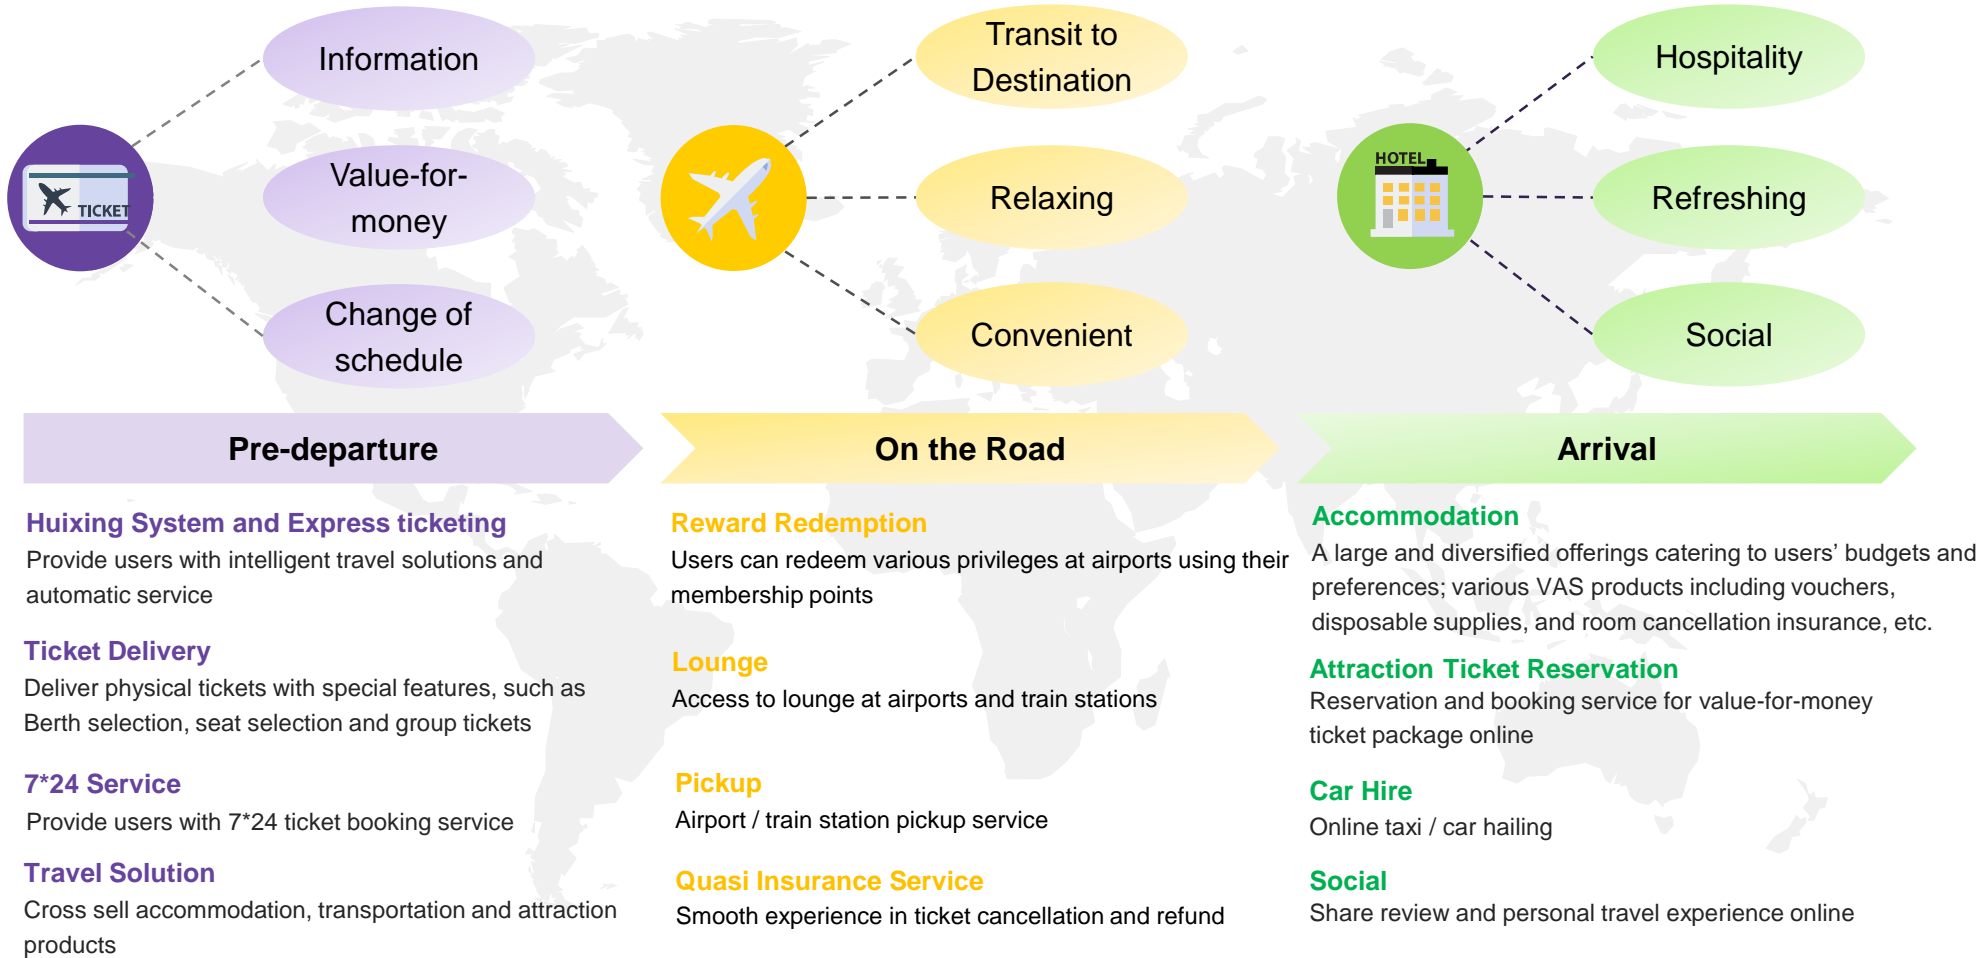 Information
Value-for-
money
Change of
schedule
TICKET
Transit to
Destination
Relaxing
Convenient
HOTEL
Hospitality
Refreshing
Social
Pre-departure
On the Road
Arrival
Huixing System and Express ticketing
Provide users with intelligent travel solutions and
automatic service
Ticket Delivery
Deliver physical tickets with special features, such as
Berth selection, seat selection and group tickets
7*24 Service
Provide users with 7*24 ticket booking service
Travel Solution
Cross sell accommodation, transportation and attraction
products
Reward Redemption
Users can redeem various privileges at airports using their
membership points
Lounge
Access to lounge at airports and train stations
Pickup
Airport / train station pickup service
Quasi Insurance Service
Smooth experience in ticket cancellation and refund
Accommodation
A large and diversified offerings catering to users’ budgets and
preferences; various VAS products including vouchers,
disposable supplies, and room cancellation insurance, etc.
Attraction Ticket Reservation
Reservation and booking service for value-for-money
ticket package online
Car Hire
Online taxi / car hailing
Social
Share review and personal travel experience online